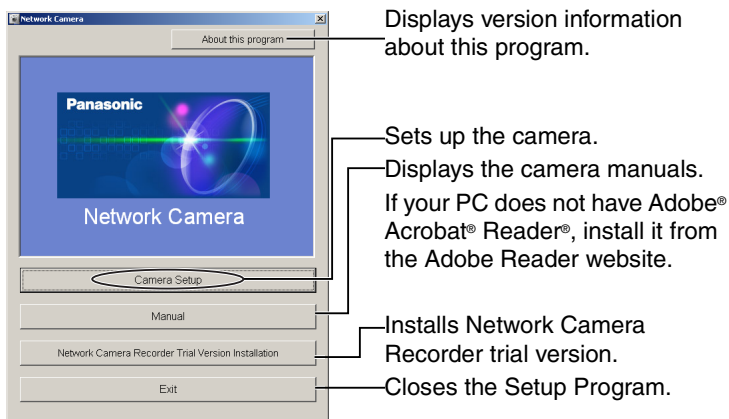 Network Camera
About this program
Panasonic
Network Camera
Camera Setup
Manual
Network Camera Recorder Trial Version Installation
Exit
Displays version information
about this program.
Sets up the camera.
Displays the camera manuals.
If your PC does not have Adobe®
Acrobat® Reader®, install it from
the Adobe Reader website.
Installs Network Camera
Recorder trial version.
Closes the Setup Program.